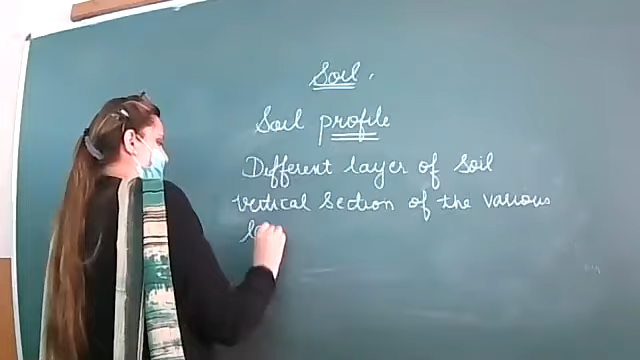 Soil.
Soil profile
Different layer of soil
vertical section of the various